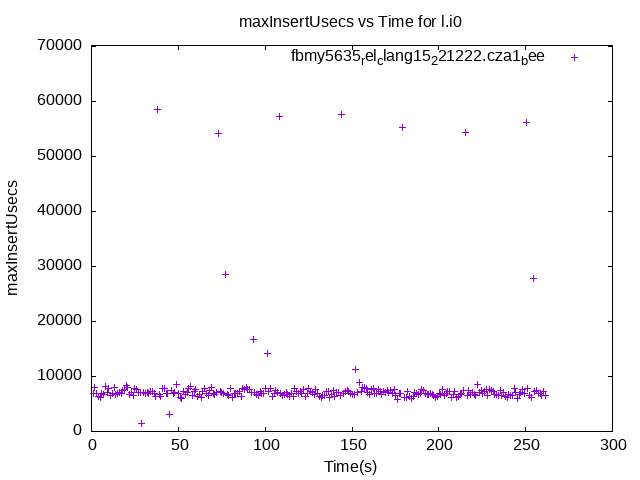 maxInsertUsecs vs Time for l.i0
fbmy5635relclang15221222.cza1bee
70000
60000
50000
40000
30000
20000
10000
0
maxInsertUsecs
0 50 100 150 200 250 300
Time(s)